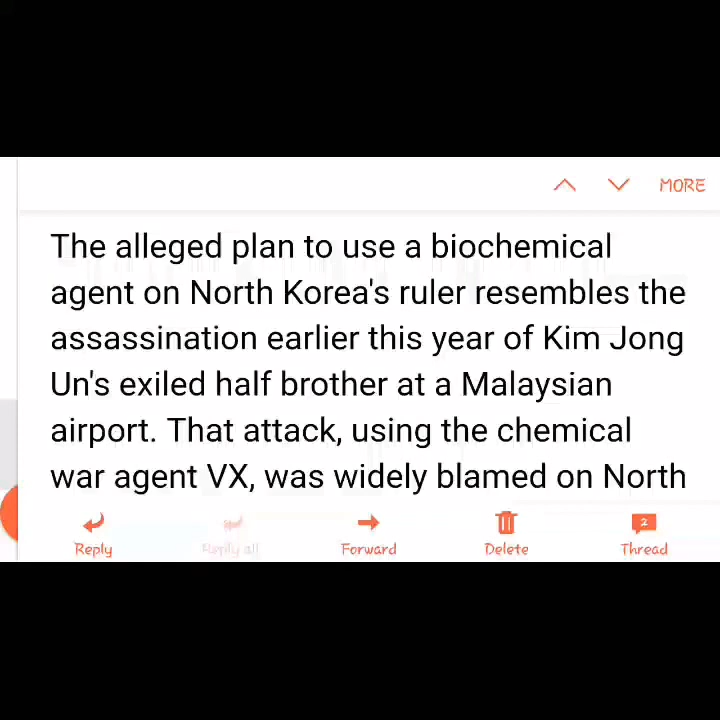 MORE
The alleged plan to use a biochemical
agent on North Korea's ruler resembles the
assassination earlier this year of Kim Jong
Un's exiled half brother at a Malaysian
airport. That attack, using the chemical
war agent VX, was widely blamed on North
2
Reply Reply all Forward Delete Thread